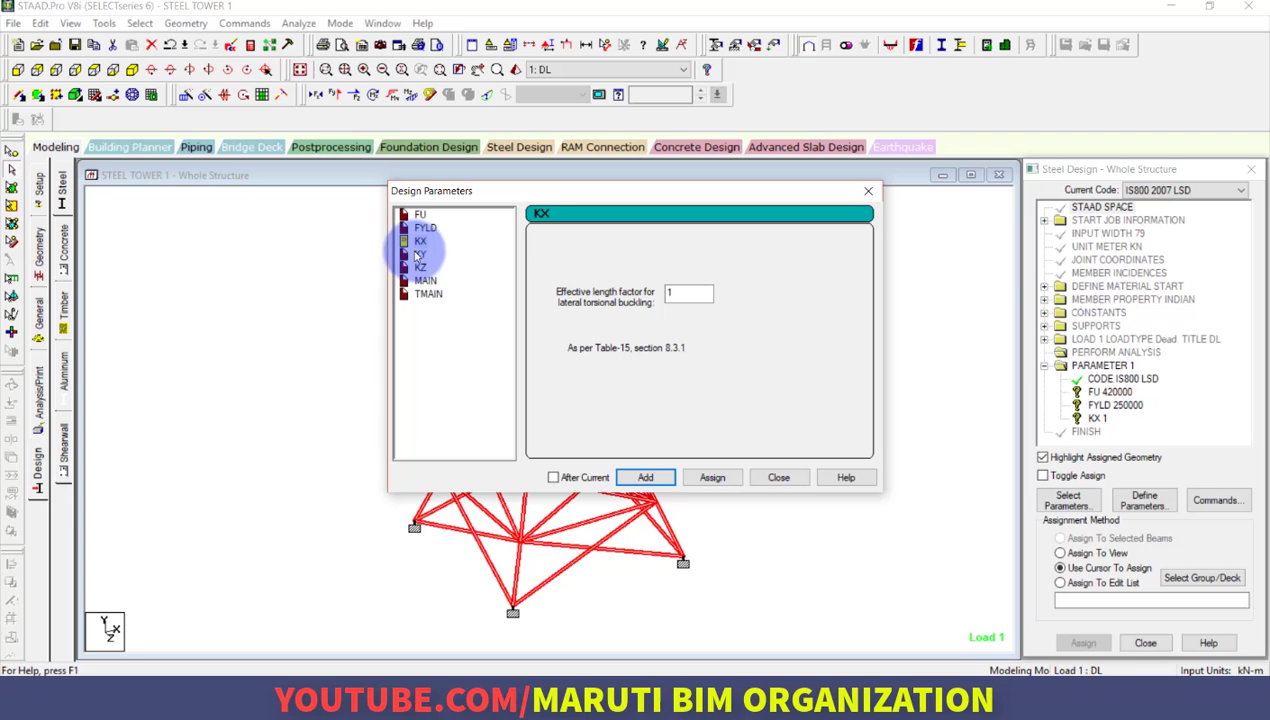 STAAD.Pro V8i (SELECTseries 6) - STEEL TOWER 1
File Edit View Tools Select Geometry Commands Analyze Mode Window Help
1: DL
Modeling Building Planner Piping Bridge Deck Postprocessing Foundation Design Steel Design RAM Connection Concrete Design Advanced Slab Design Earthquake
Setup
Geometry
General
Analysis/Print
Design
Steel
Concrete
Timber
Aluminum
Shearwall
STEEL TOWER 1 - Whole Structure
Design Parameters
FU
FYLD
KX
KY
KZ
MAIN
TMAIN
KX
Effective length factor for
lateral torsional buckling:
1
As per Table-15, section 8.3.1
After Current
Add
Assign
Close
Help
Y
X
Z
Load 1
Steel Design - Whole Structure
Current Code: IS800 2007 LSD
STAAD SPACE
START JOB INFORMATION
INPUT WIDTH 79
UNIT METER KN
JOINT COORDINATES
MEMBER INCIDENCES
DEFINE MATERIAL START
MEMBER PROPERTY INDIAN
CONSTANTS
SUPPORTS
LOAD 1 LOADTYPE Dead TITLE DL
PERFORM ANALYSIS
PARAMETER 1
CODE IS800 LSD
FU 420000
FYLD 250000
KX 1
FINISH
Highlight Assigned Geometry
Toggle Assign
Select
Parameters...
Define
Parameters...
Commands...
Assignment Method
Assign To Selected Beams
Assign To View
Use Cursor To Assign
Assign To Edit List
Select Group/Deck
Assign
Close
Help
For Help, press F1
Modeling Mo
Load 1 : DL
Input Units: kN-m
YOUTUBE.COM/MARUTI BIM ORGANIZATION